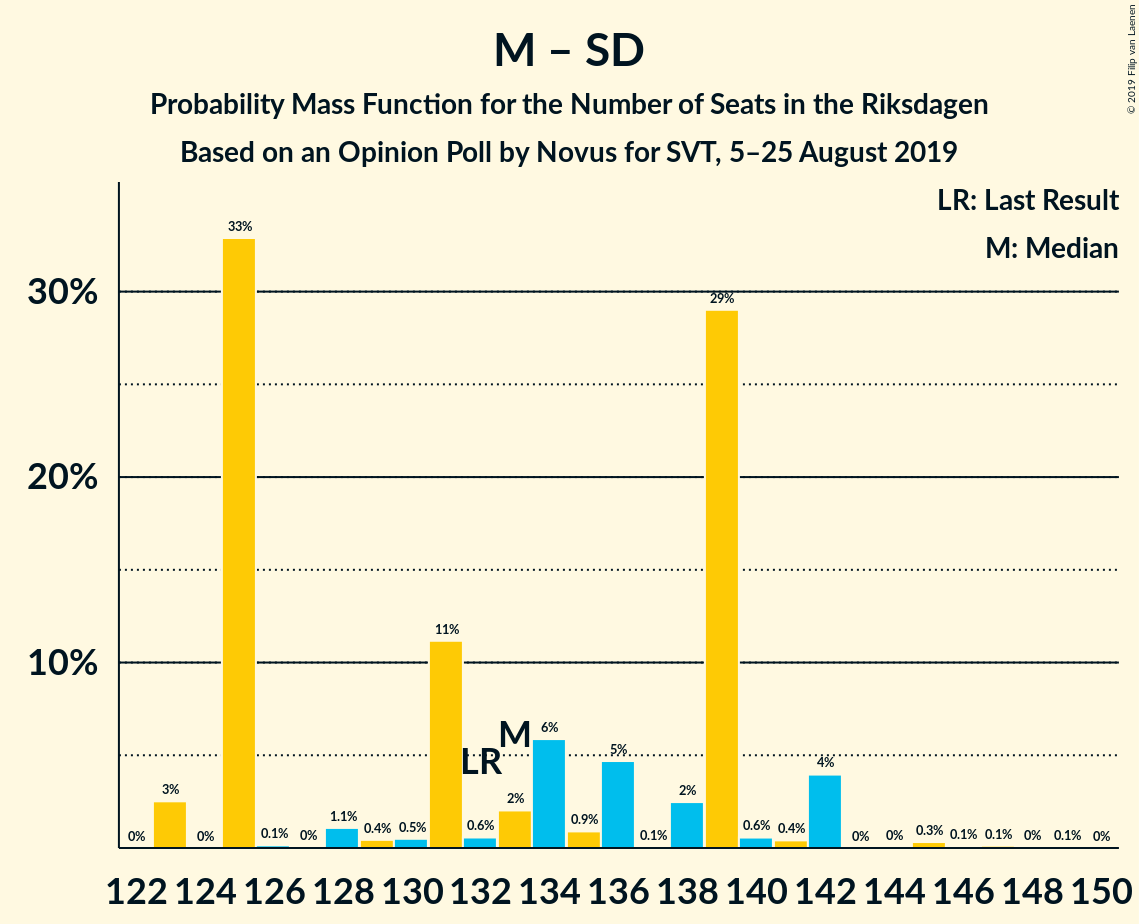 M – SD
Probability Mass Function for the Number of Seats in the Riksdagen
Based on an Opinion Poll by Novus for SVT, 5–25 August 2019
© 2019 Filip van Laenen
LR: Last Result
M: Median
30%
20%
10%
0% 3% 0% 33% 0.1% 0% 1.1% 0.4% 0.5% 11% 0.6% 2% 6% 0.9% 5% 0.1% 2% 29% 0.6% 0.4% 4% 0% 0% 0.3% 0.1% 0.1% 0% 0.1% 0%
LR
M
122 124 126 128 130 132 134 136 138 140 142 144 146 148 150